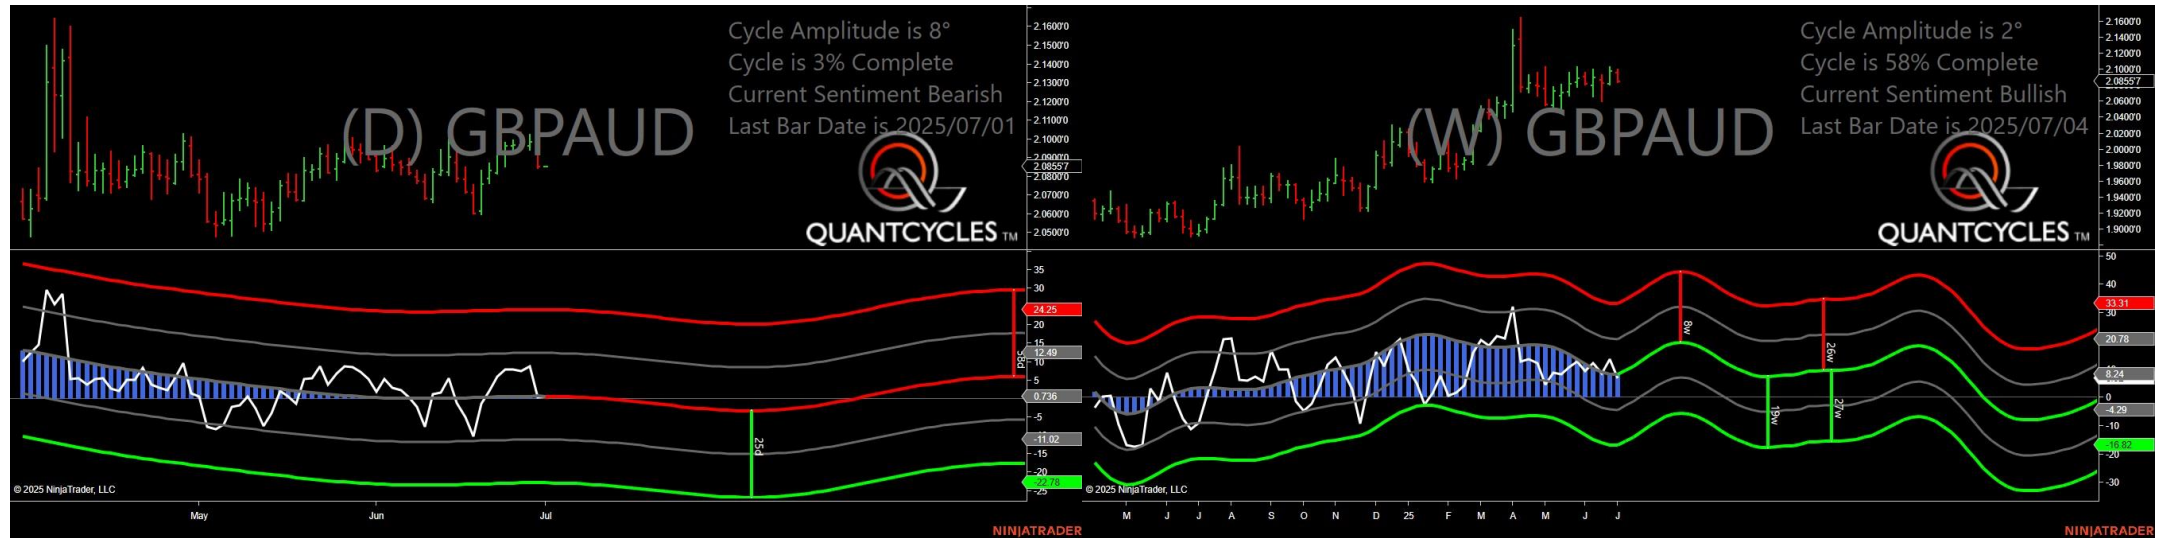 Cycle Amplitude is 8°
Cycle is 3% Complete
Current Sentiment Bearish
Last Bar Date is 2025/07/01
(D) GBPAUD
QUANTCYCLES TM
2.1600'0
2.1500'0
2.1400'0
2.1300'0
2.1200'0
2.1100'0
2.1000'0
2.0900'0
2.0855'7
2.0800'0
2.0700'0
2.0600'0
2.0500'0
35
30
24.25
20
15
12.49
10
5
0.736
-5
-11.02
-15
-20
-22.78
-25
25d
© 2025 NinjaTrader, LLC
May
Jun
Jul
NINJATRADER
Cycle Amplitude is 2°
Cycle is 58% Complete
Current Sentiment Bullish
Last Bar Date is 2025/07/04
(W) GBPAUD
QUANTCYCLES TM
2.1600'0
2.1400'0
2.1200'0
2.1000'0
2.0855'7
2.0600'0
2.0400'0
2.0200'0
2.0000'0
1.9800'0
1.9600'0
1.9400'0
1.9200'0
1.9000'0
50
40
33.31
30
20.78
8.24
0
-4.29
-10
-16.82
-20
-30
8w
26w
19w
27w
© 2025 NinjaTrader, LLC
M
J
J
A
S
O
N
D
25
F
M
A
M
J
J
NINJATRADER